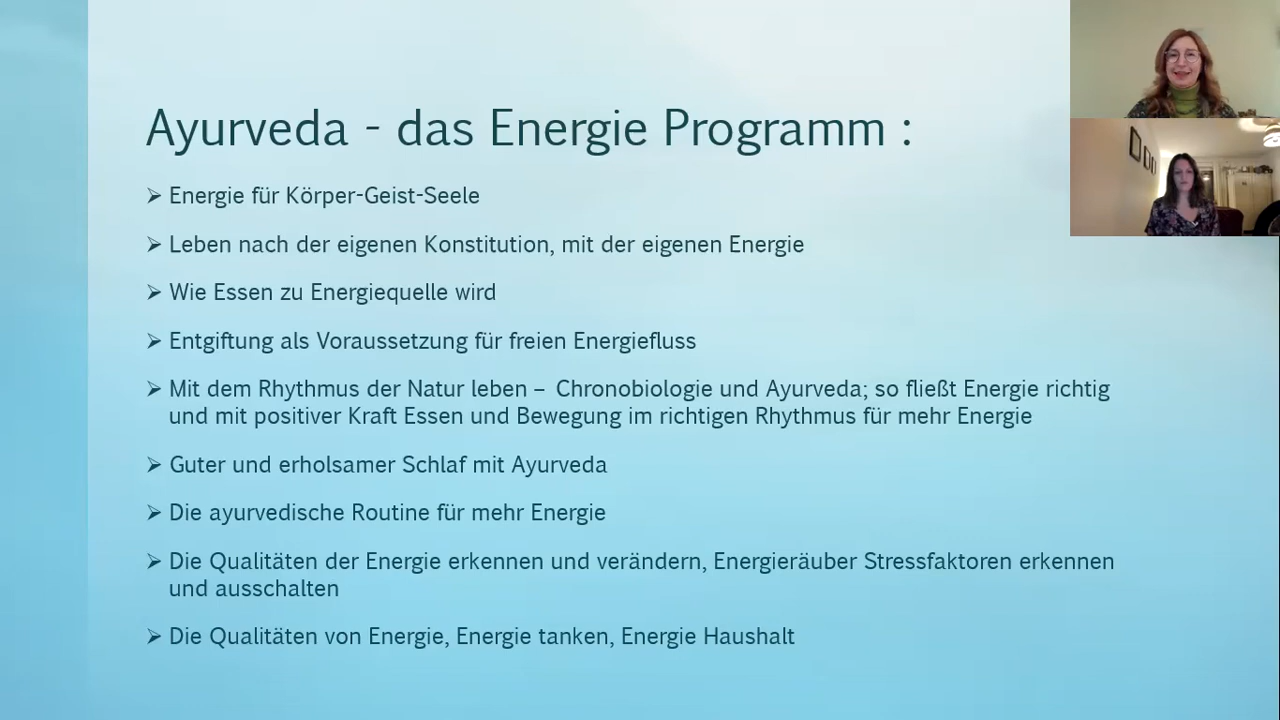 Ayurveda - das Energie Programm :
➢ Energie für Körper-Geist-Seele
➢ Leben nach der eigenen Konstitution, mit der eigenen Energie
➢ Wie Essen zu Energiequelle wird
➢ Entgiftung als Voraussetzung für freien Energiefluss
➢ Mit dem Rhythmus der Natur leben – Chronobiologie und Ayurveda; so fließt Energie richtig
und mit positiver Kraft Essen und Bewegung im richtigen Rhythmus für mehr Energie
➢ Guter und erholsamer Schlaf mit Ayurveda
➢ Die ayurvedische Routine für mehr Energie
➢ Die Qualitäten der Energie erkennen und verändern, Energieräuber Stressfaktoren erkennen
und ausschalten
➢ Die Qualitäten von Energie, Energie tanken, Energie Haushalt